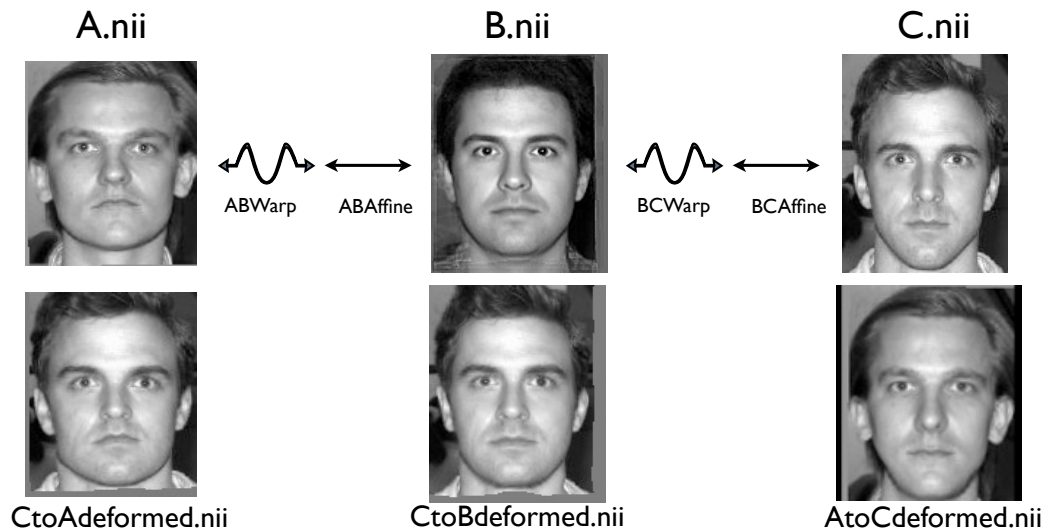 A.nii
B.nii
C.nii
ABWarp
ABAffine
BCWarp
BCAffine
CtoAdeformed.nii
CtoBdeformed.nii
AtoCdeformed.nii